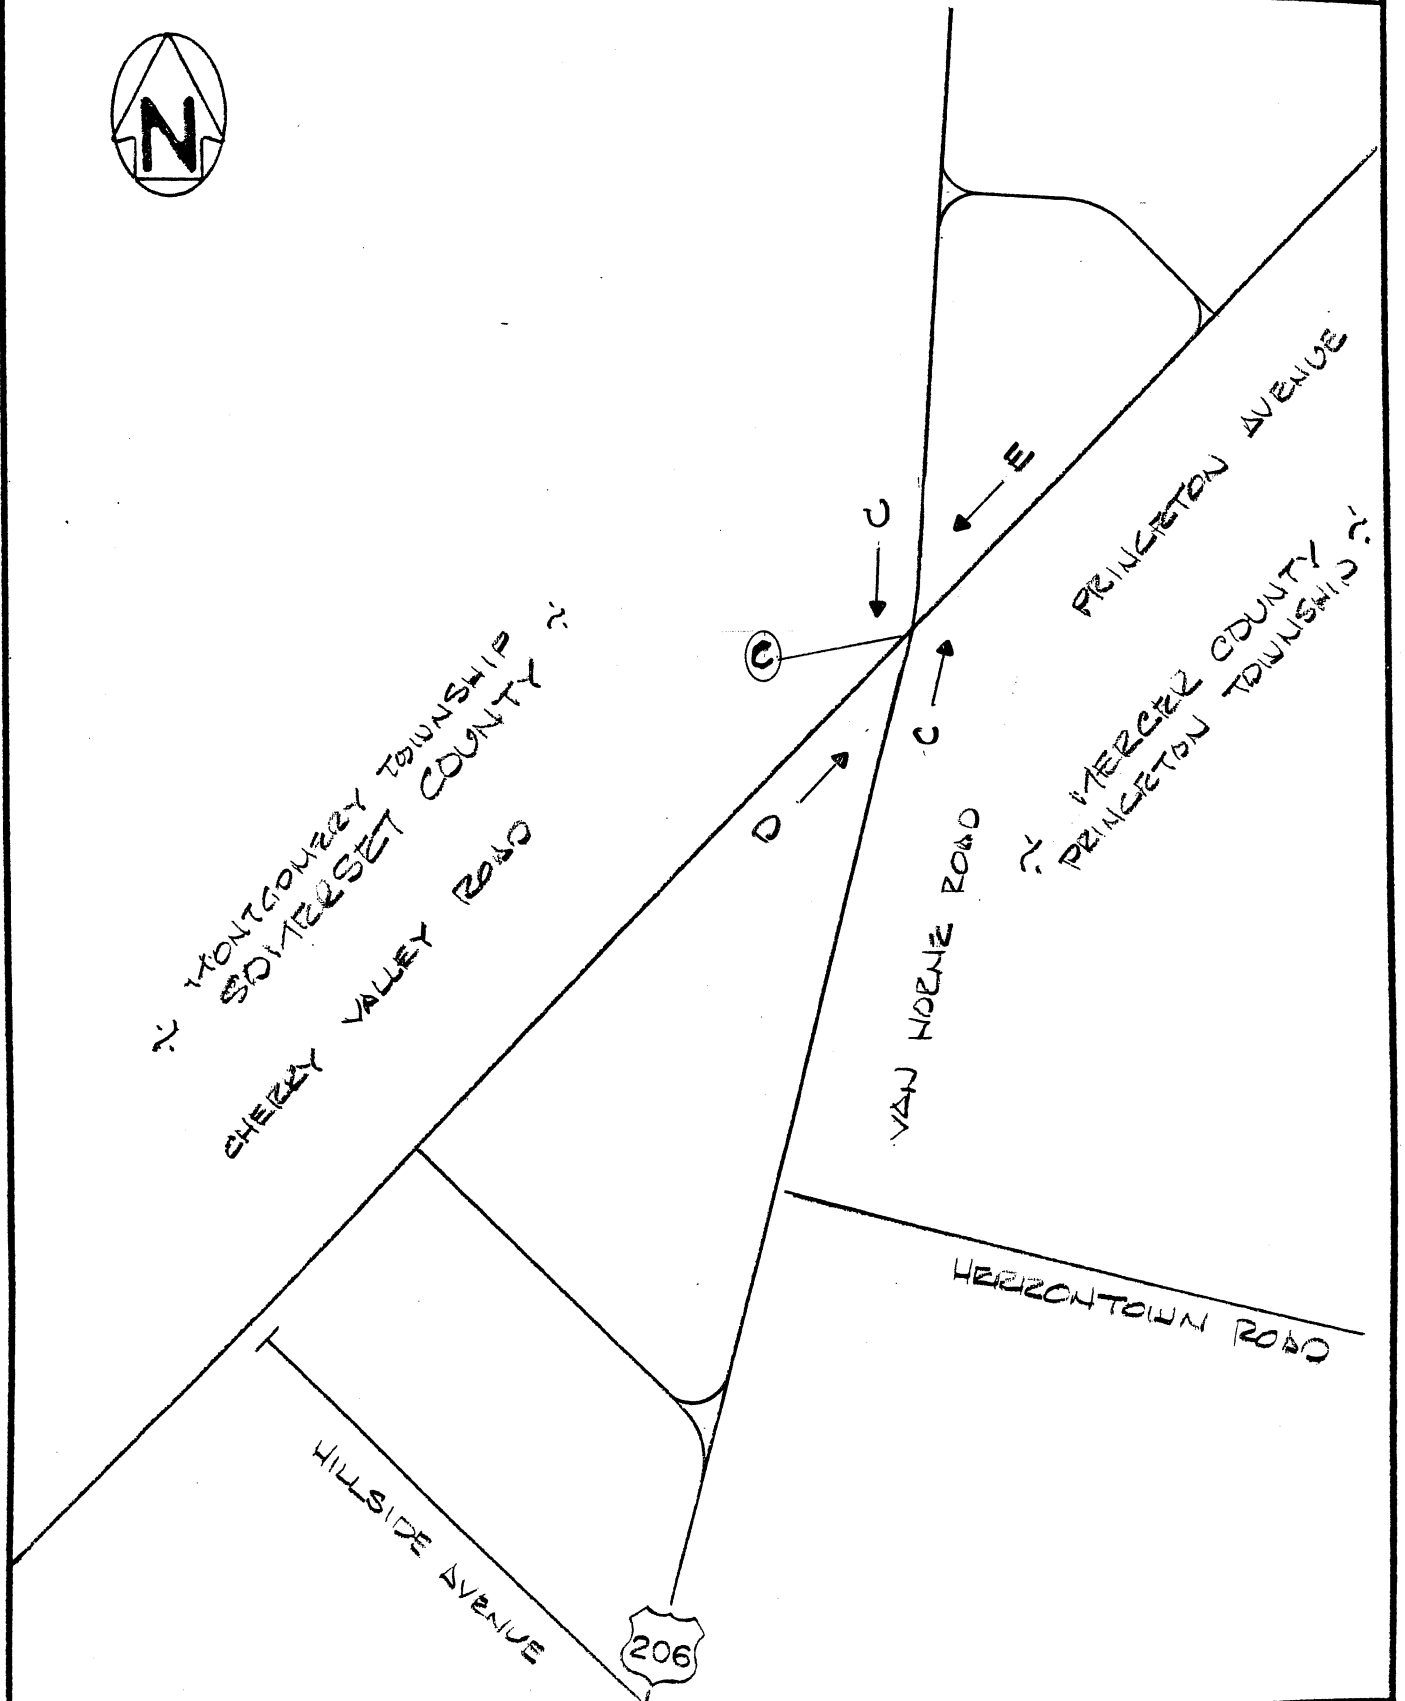 N
E
C
C
C
D
PRINCETON AVENUE
MERCER COUNTY
PRINCETON TOWNSHIP
MONTGOMERY TOWNSHIP
SOMERSET COUNTY
CHERRY VALLEY ROAD
VAN HORNE ROAD
HERRONTOWN ROAD
HILLSIDE AVENUE
206